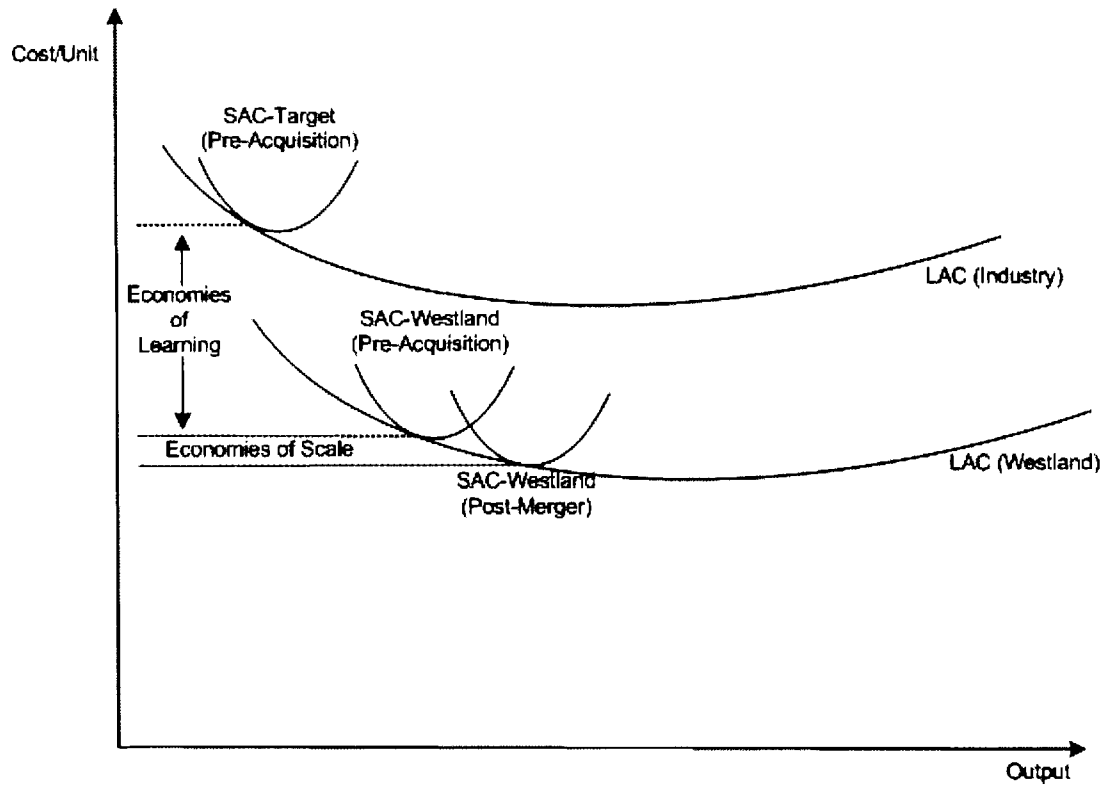 Cost/Unit
SAC-Target
(Pre-Acquisition)
LAC (Industry)
Economies
of
Learning
SAC-Westland
(Pre-Acquisition)
Economies of Scale
LAC (Westland)
SAC-Westland
(Post-Merger)
Output